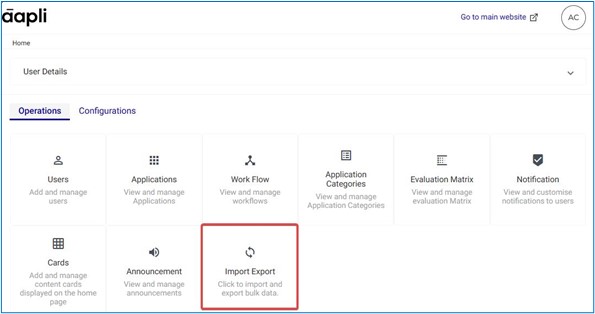 āapli
Go to main website
AC
Home
User Details
Operations
Configurations
Users
Add and manage
users
Applications
View and manage
Applications
Work Flow
View and manage
workflows
Application
Categories
View and manage
Application Categories
Evaluation Matrix
View and manage
evaluation Matrix
Notification
View and customise
notifications to users
Cards
Add and manage
content cards
displayed on the home
page
Announcement
View and manage
announcements
Import Export
Click to import and
export bulk data.